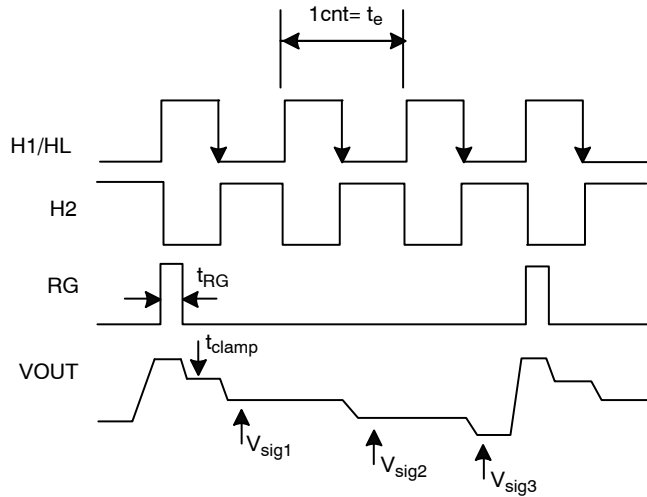 1cnt= te
H1/HL
H2
RG
tRG
tclamp
VOUT
Vsig1
Vsig2
Vsig3